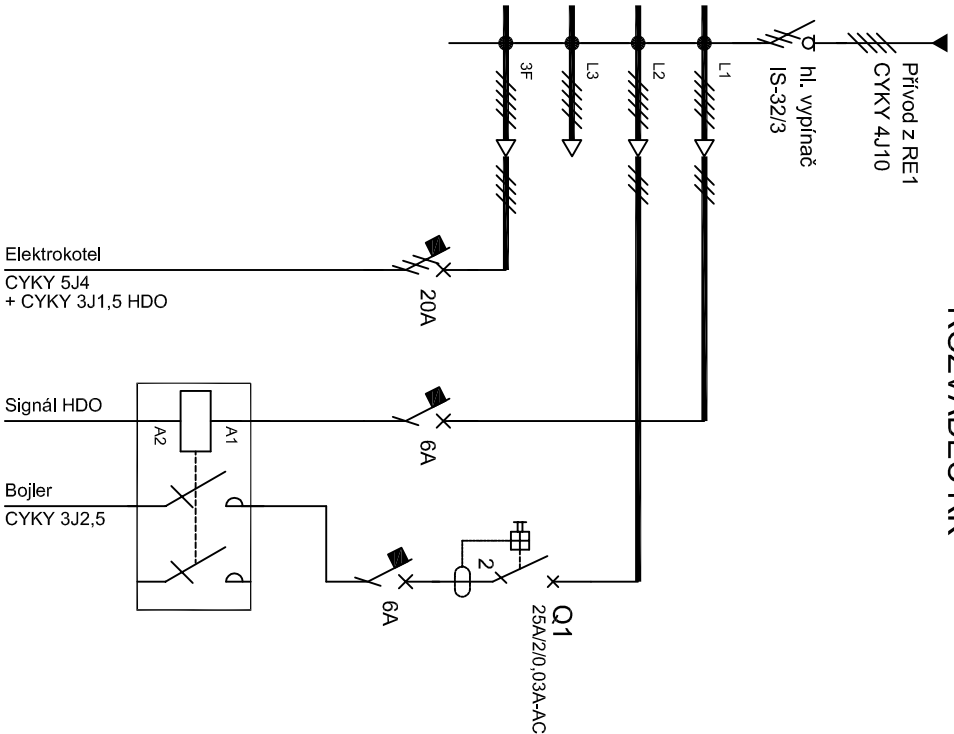 Přívod z RE1
CYKY 4J10
hl. vypínač
IS-32/3
L1
L2
L3
3F
Elektrokotel
CYKY 5J4
+ CYKY 3J1,5 HDO
20A
Signál HDO
A2
A1
6A
Bojler
CYKY 3J2,5
6A
2
Q1
25A/2/0,03A-AC